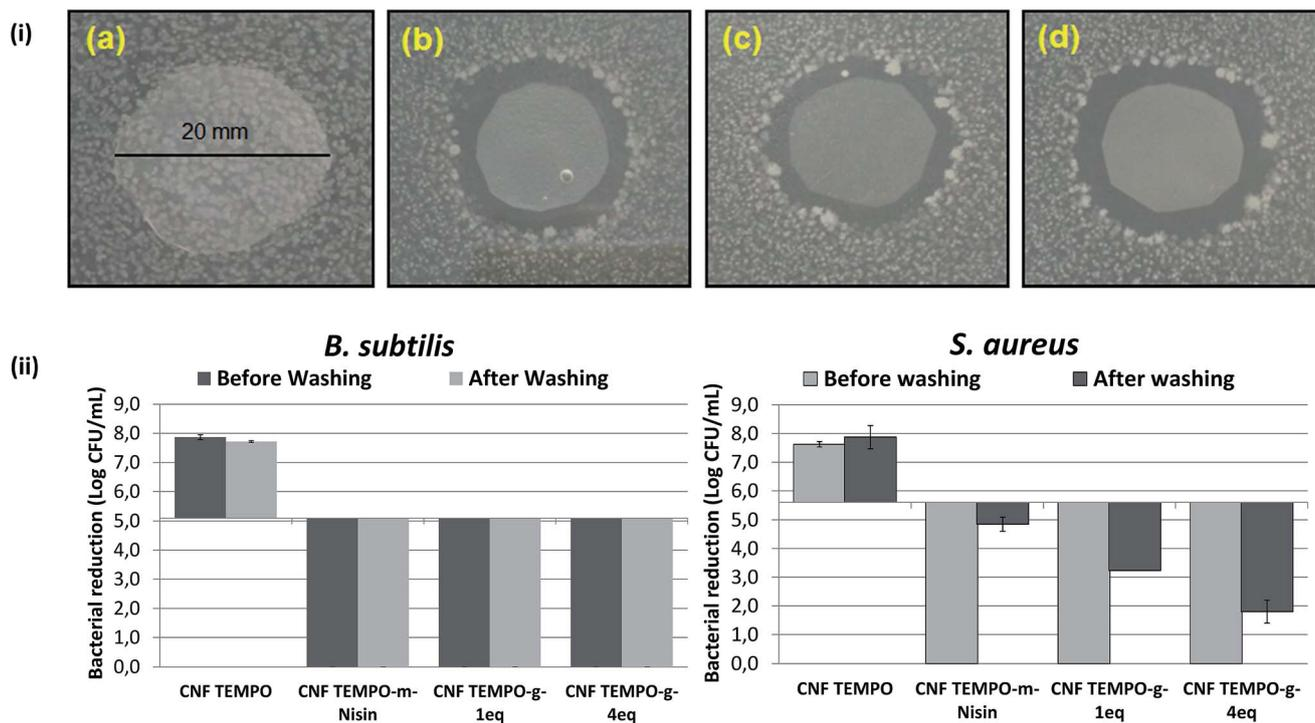 (i)
(a)
(b)
(c)
(d)
20 mm
(ii)
B. subtilis
Before Washing
After Washing
Bacterial reduction (Log CFU/mL)
9,0
8,0
7,0
6,0
5,0
4,0
3,0
2,0
1,0
0,0
CNF TEMPO
CNF TEMPO-m-
Nisin
CNF TEMPO-g-
1eq
CNF TEMPO-g-
4eq
S. aureus
Before washing
After washing
Bacterial reduction (Log CFU/mL)
9,0
8,0
7,0
6,0
5,0
4,0
3,0
2,0
1,0
0,0
CNF TEMPO
CNF TEMPO-m-
Nisin
CNF TEMPO-g-
1eq
CNF TEMPO-g-
4eq